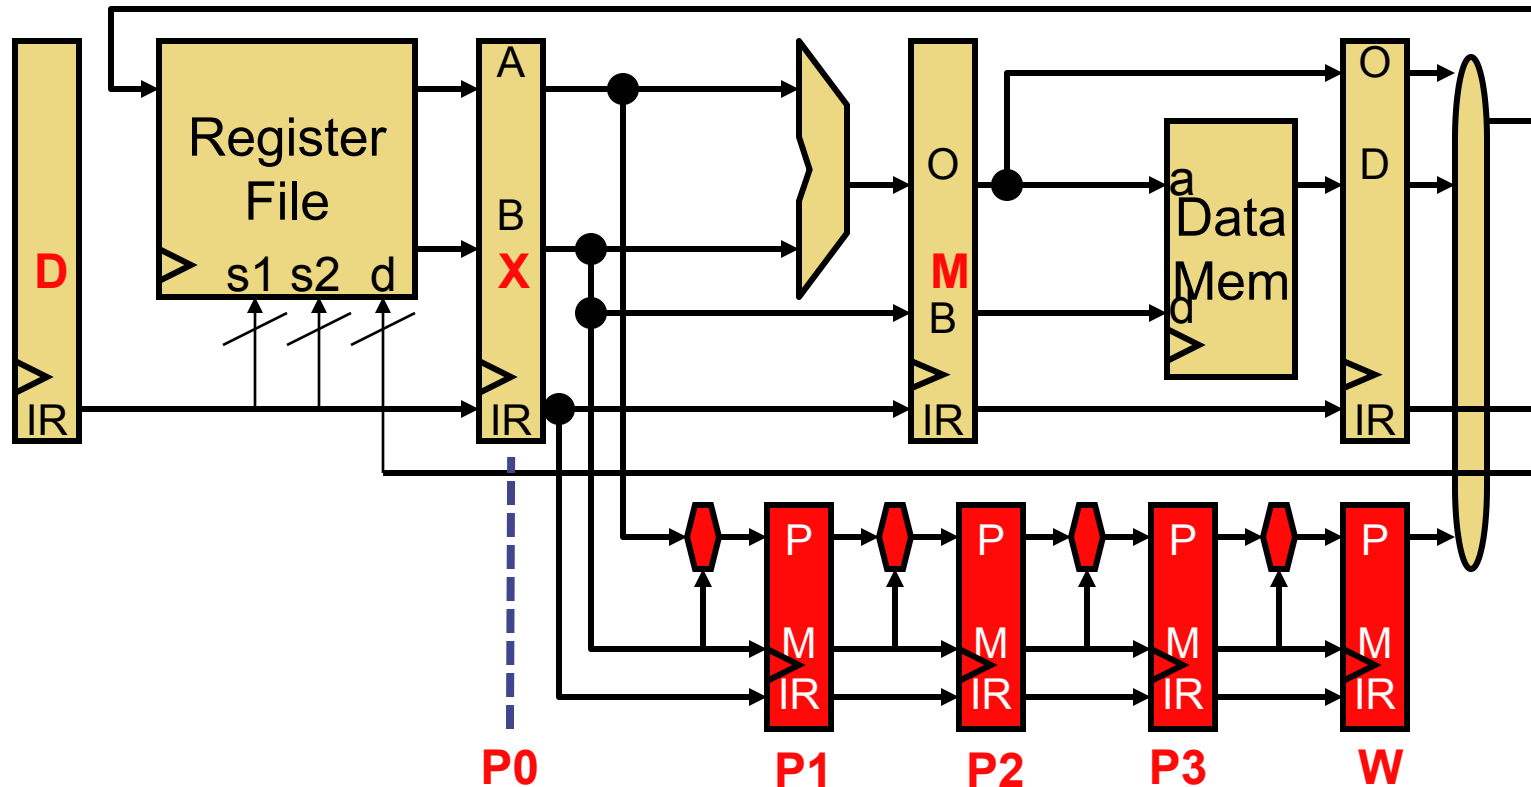 D
IR
Register
File
s1 s2 d
A
B
X
IR
O
M
B
IR
a
Data
Mem
d
O
D
IR
P
M
IR
P
M
IR
P
M
IR
P
M
IR
P0
P1
P2
P3
W